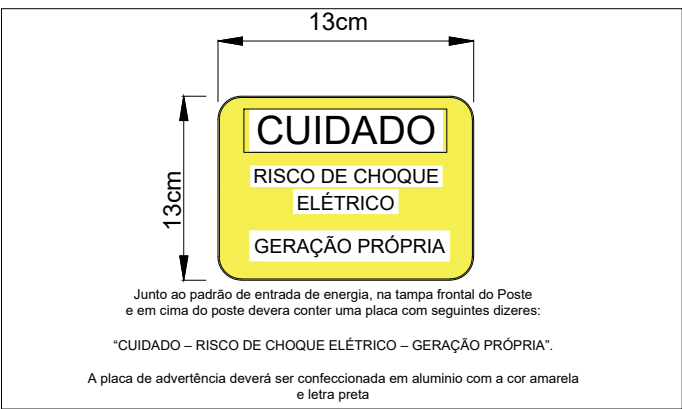 13cm
13cm
CUIDADO
RISCO DE CHOQUE
ELÉTRICO
GERAÇÃO PRÓPRIA
Junto ao padrão de entrada de energia, na tampa frontal do Poste
e em cima do poste devera conter uma placa com seguintes dizeres:
“CUIDADO – RISCO DE CHOQUE ELÉTRICO – GERAÇÃO PRÓPRIA”.
A placa de advertência deverá ser confeccionada em aluminio com a cor amarela
e letra preta